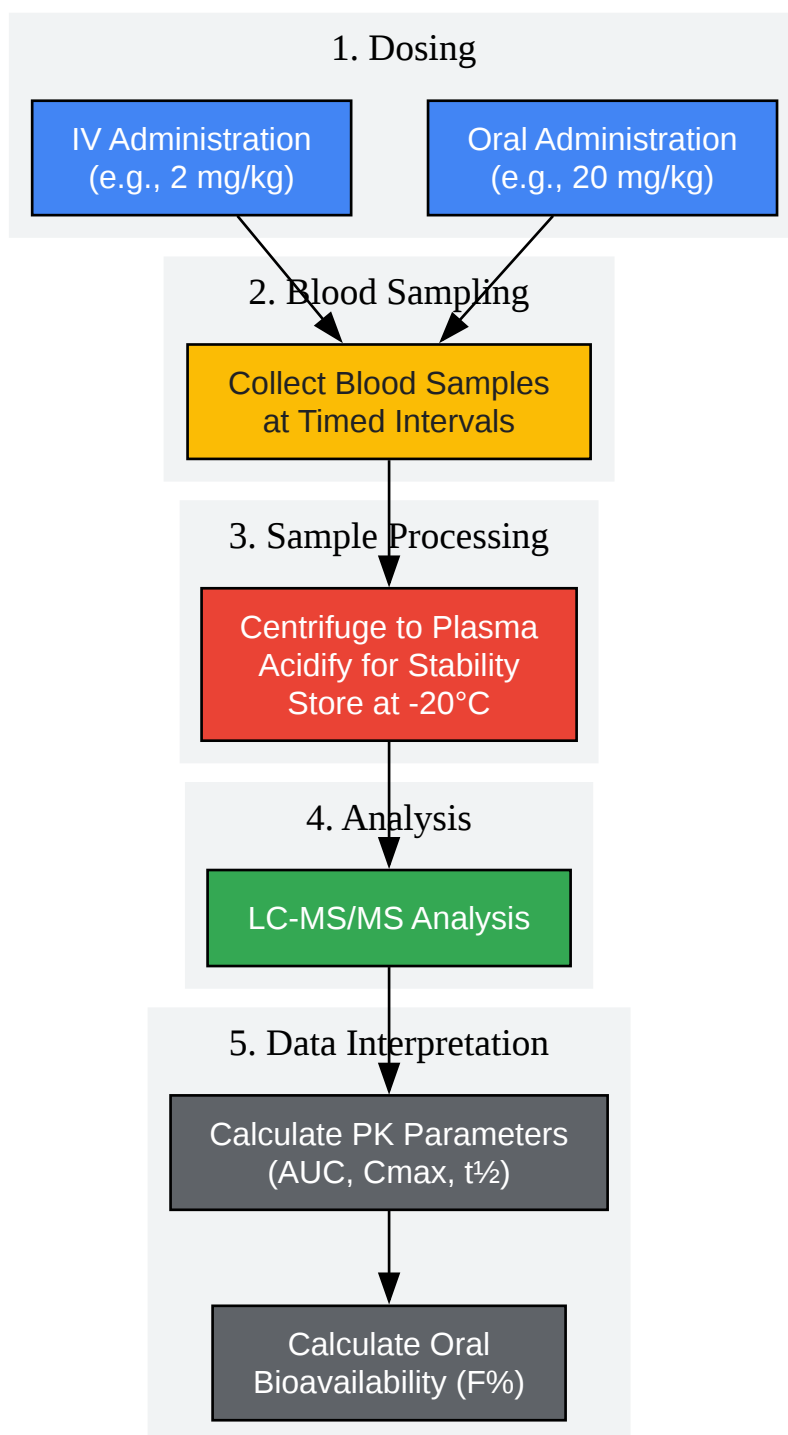 1. Dosing
IV Administration
(e.g., 2 mg/kg)
Oral Administration
(e.g., 20 mg/kg)
2. Blood Sampling
Collect Blood Samples
at Timed Intervals
3. Sample Processing
Centrifuge to Plasma
Acidify for Stability
Store at -20°C
4. Analysis
LC-MS/MS Analysis
5. Data Interpretation
Calculate PK Parameters
(AUC, Cmax, t½)
Calculate Oral
Bioavailability (F%)